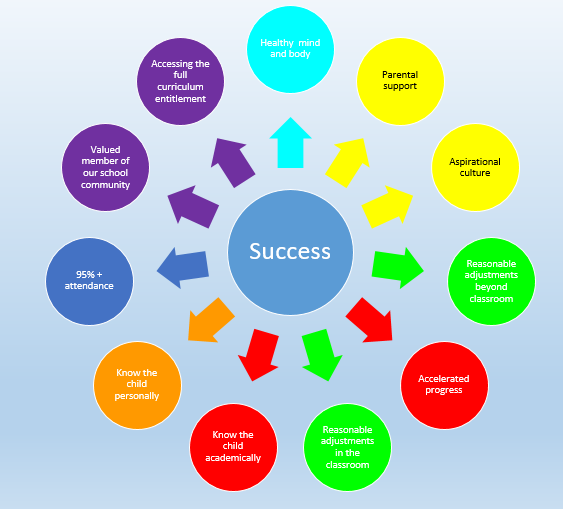 Healthy mind
and body
Parental
support
Aspirational
culture
Reasonable
adjustments
beyond
classroom
Accelerated
progress
Reasonable
adjustments
in the
classroom
Know the
child
academically
Know the
child
personally
95% +
attendance
Valued
member of
our school
community
Accessing the
full
curriculum
entitlement
Success